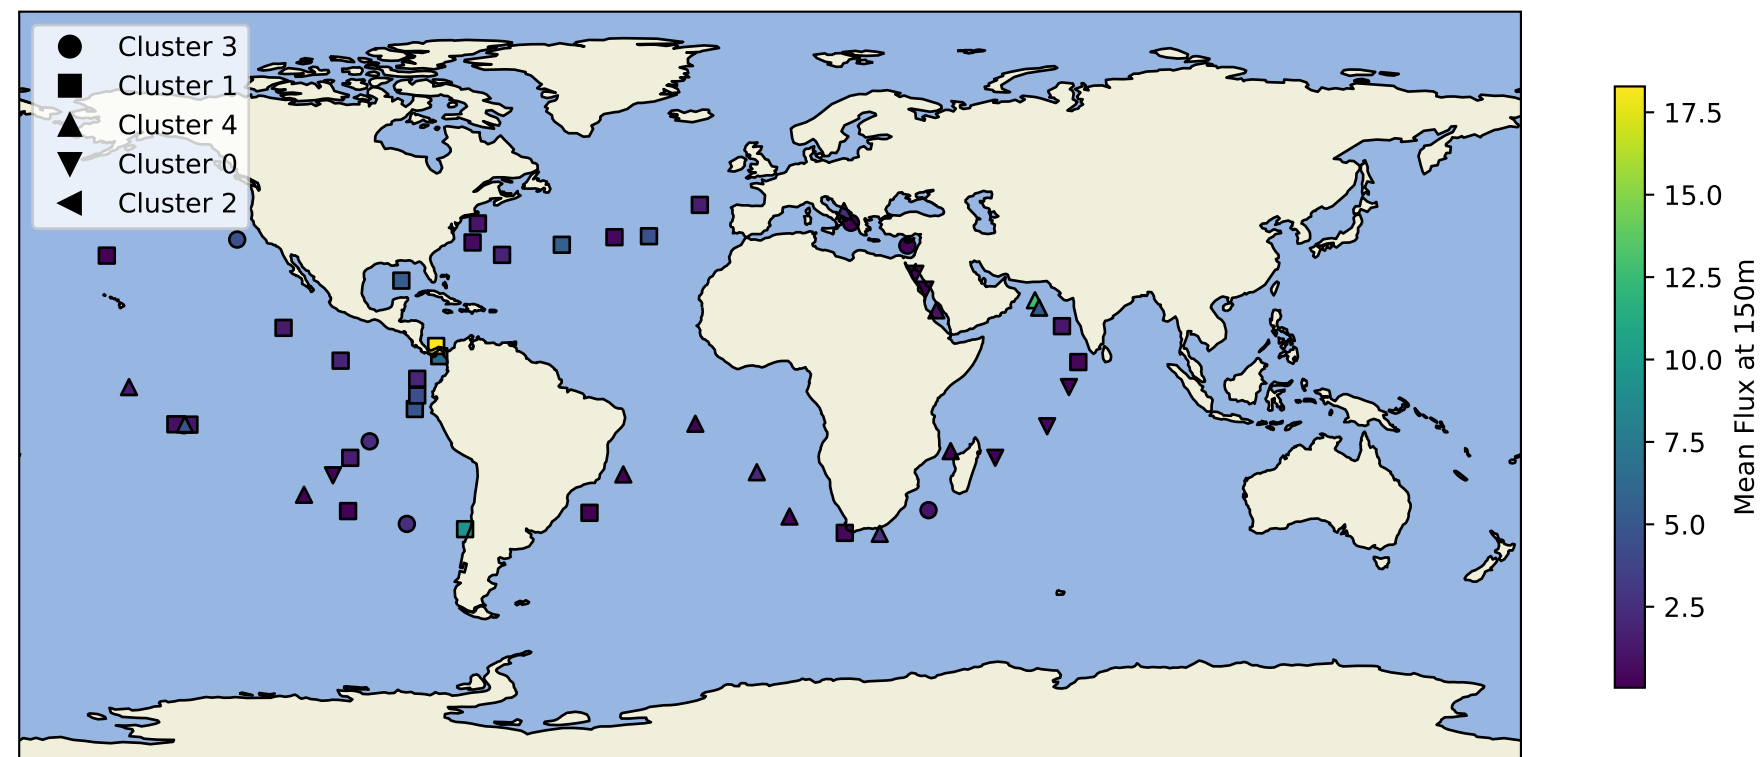 Cluster 3
Cluster 1
Cluster 4
Cluster 0
Cluster 2
17.5
15.0
12.5
10.0
7.5
5.0
2.5
Mean Flux at 150m